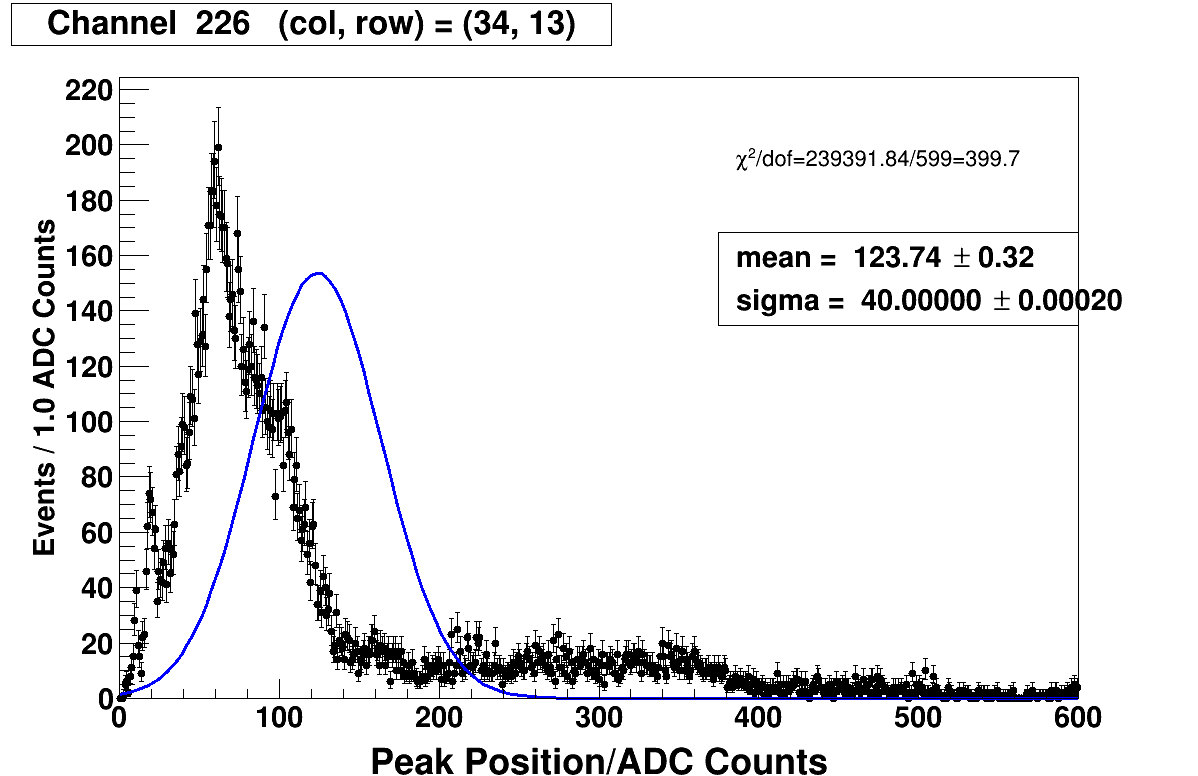 Channel 226 (col, row) = (34, 13)
220
200
180
160
140
120
100
80
60
40
20
0
Events / 1.0 ADC Counts
χ²/dof=239391.84/599=399.7
mean = 123.74 ± 0.32
sigma = 40.00000 ± 0.00020
0 100 200 300 400 500 600
Peak Position/ADC Counts